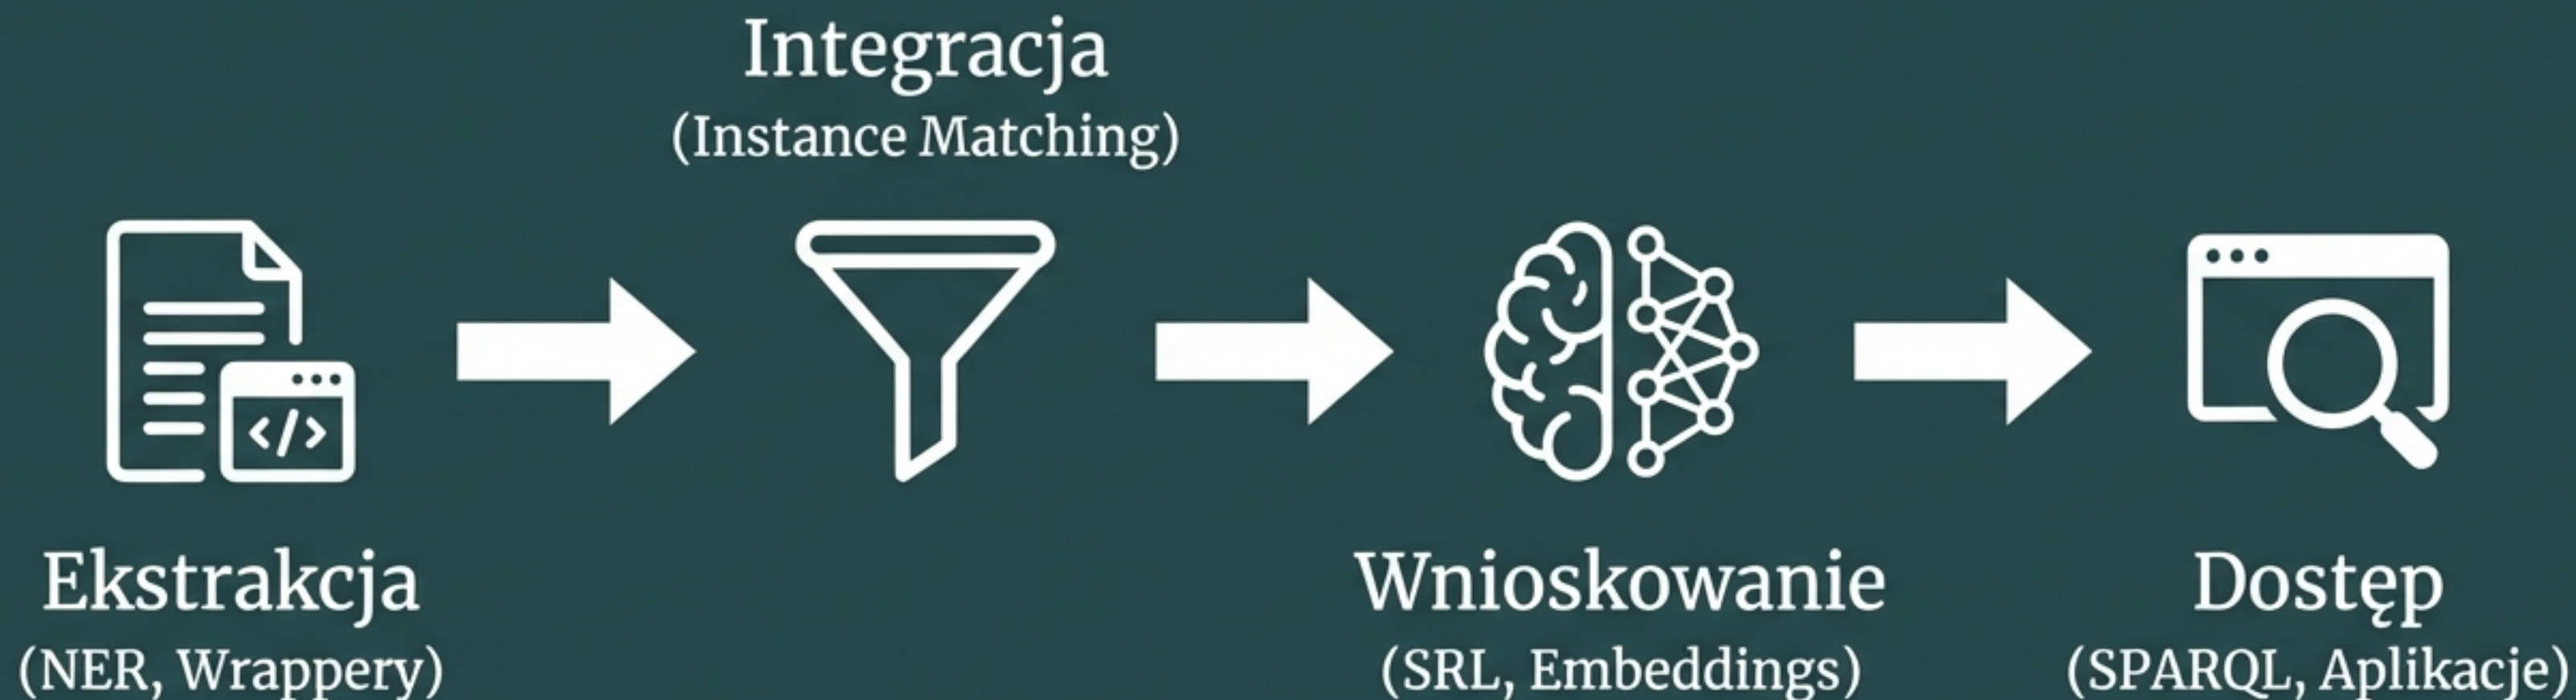 Integracja
(Instance Matching)
</>
Ekstrakcja
(NER, Wrappery)
Wnioskowanie
(SRL, Embeddings)
Dostęp
(SPARQL, Aplikacje)